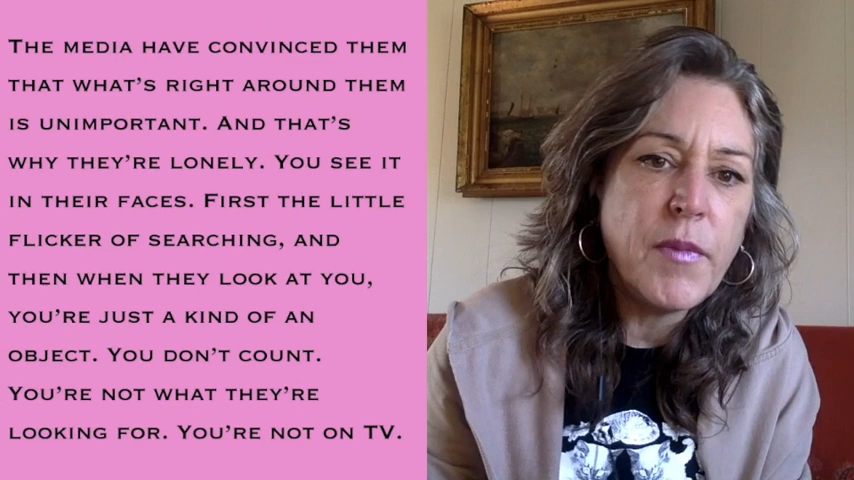 The media have convinced them
that what's right around them
is unimportant. And that's
why they're lonely. You see it
in their faces. First the little
flicker of searching, and
then when they look at you,
you're just a kind of an
object. You don't count.
You're not what they're
looking for. You're not on TV.